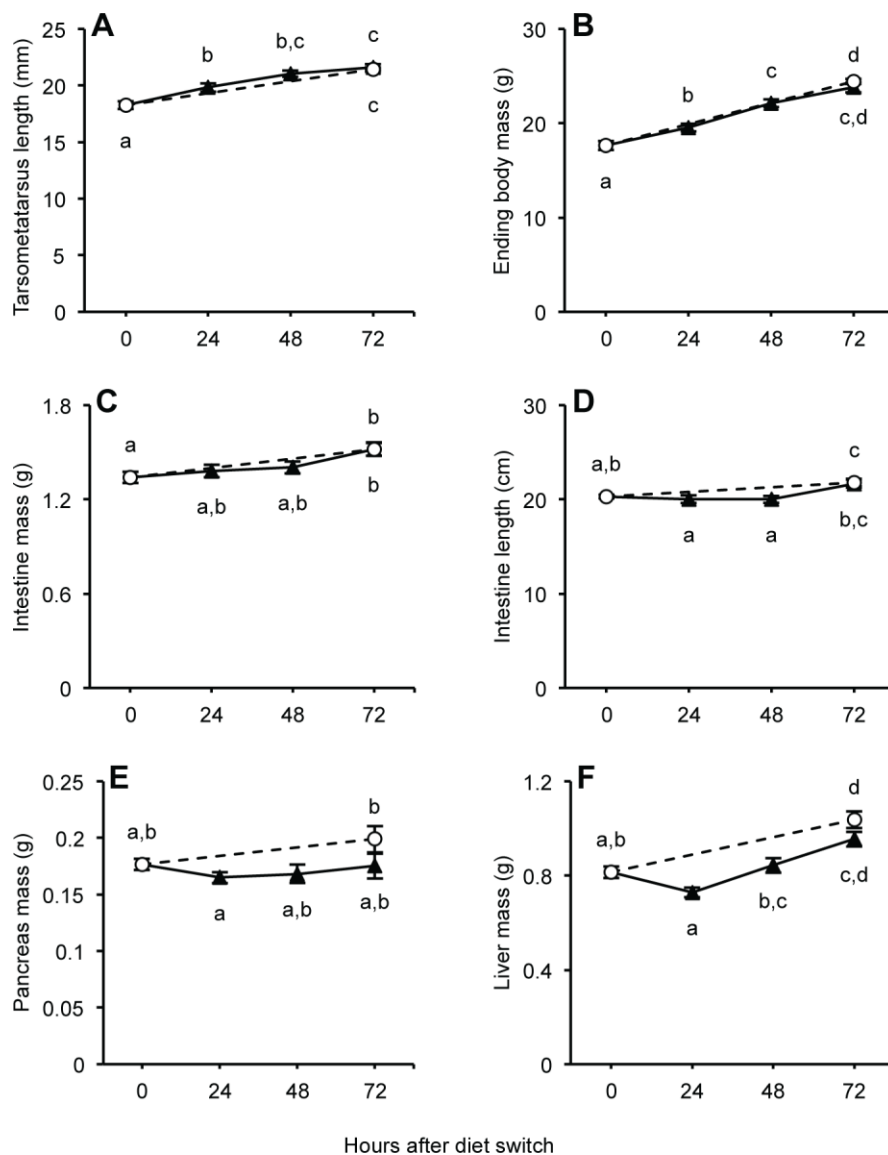 A
Tarsometatarsus length (mm)
25
20
15
10
5
0
b
b,c
c
a
c
0 24 48 72
B
Ending body mass (g)
30
20
10
0
d
c
b
c,d
a
0 24 48 72
C
Intestine mass (g)
1.8
1.2
0.6
0
b
a
a,b
a,b
b
0 24 48 72
D
Intestine length (cm)
30
20
10
0
a,b
c
a
a
b,c
0 24 48 72
E
Pancreas mass (g)
0.25
0.2
0.15
0.1
0.05
0
a,b
b
a
a,b
a,b
0 24 48 72
F
Liver mass (g)
1.2
0.8
0.4
0
d
a,b
a
b,c
c,d
0 24 48 72
Hours after diet switch